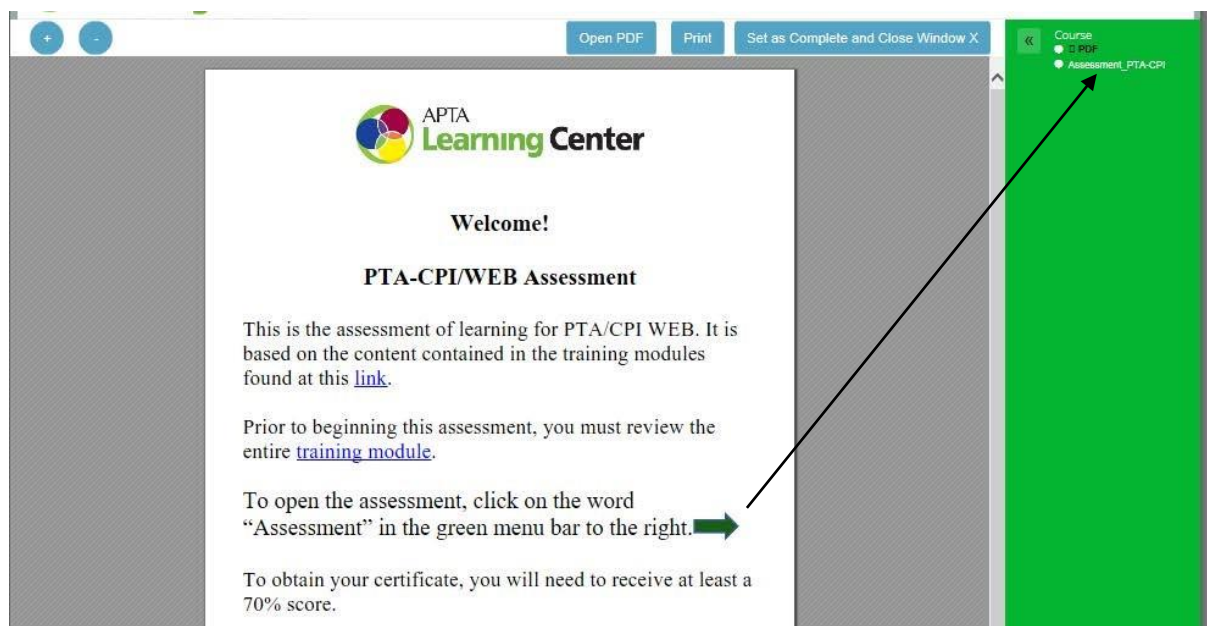 + - Open PDF Print Set as Complete and Close Window X
« Course
PDF
Assessment_PTA-CPI
APTA
Learning Center
Welcome!
PTA-CPI/WEB Assessment
This is the assessment of learning for PTA/CPI WEB. It is
based on the content contained in the training modules
found at this link.
Prior to beginning this assessment, you must review the
entire training module.
To open the assessment, click on the word
“Assessment” in the green menu bar to the right.
To obtain your certificate, you will need to receive at least a
70% score.